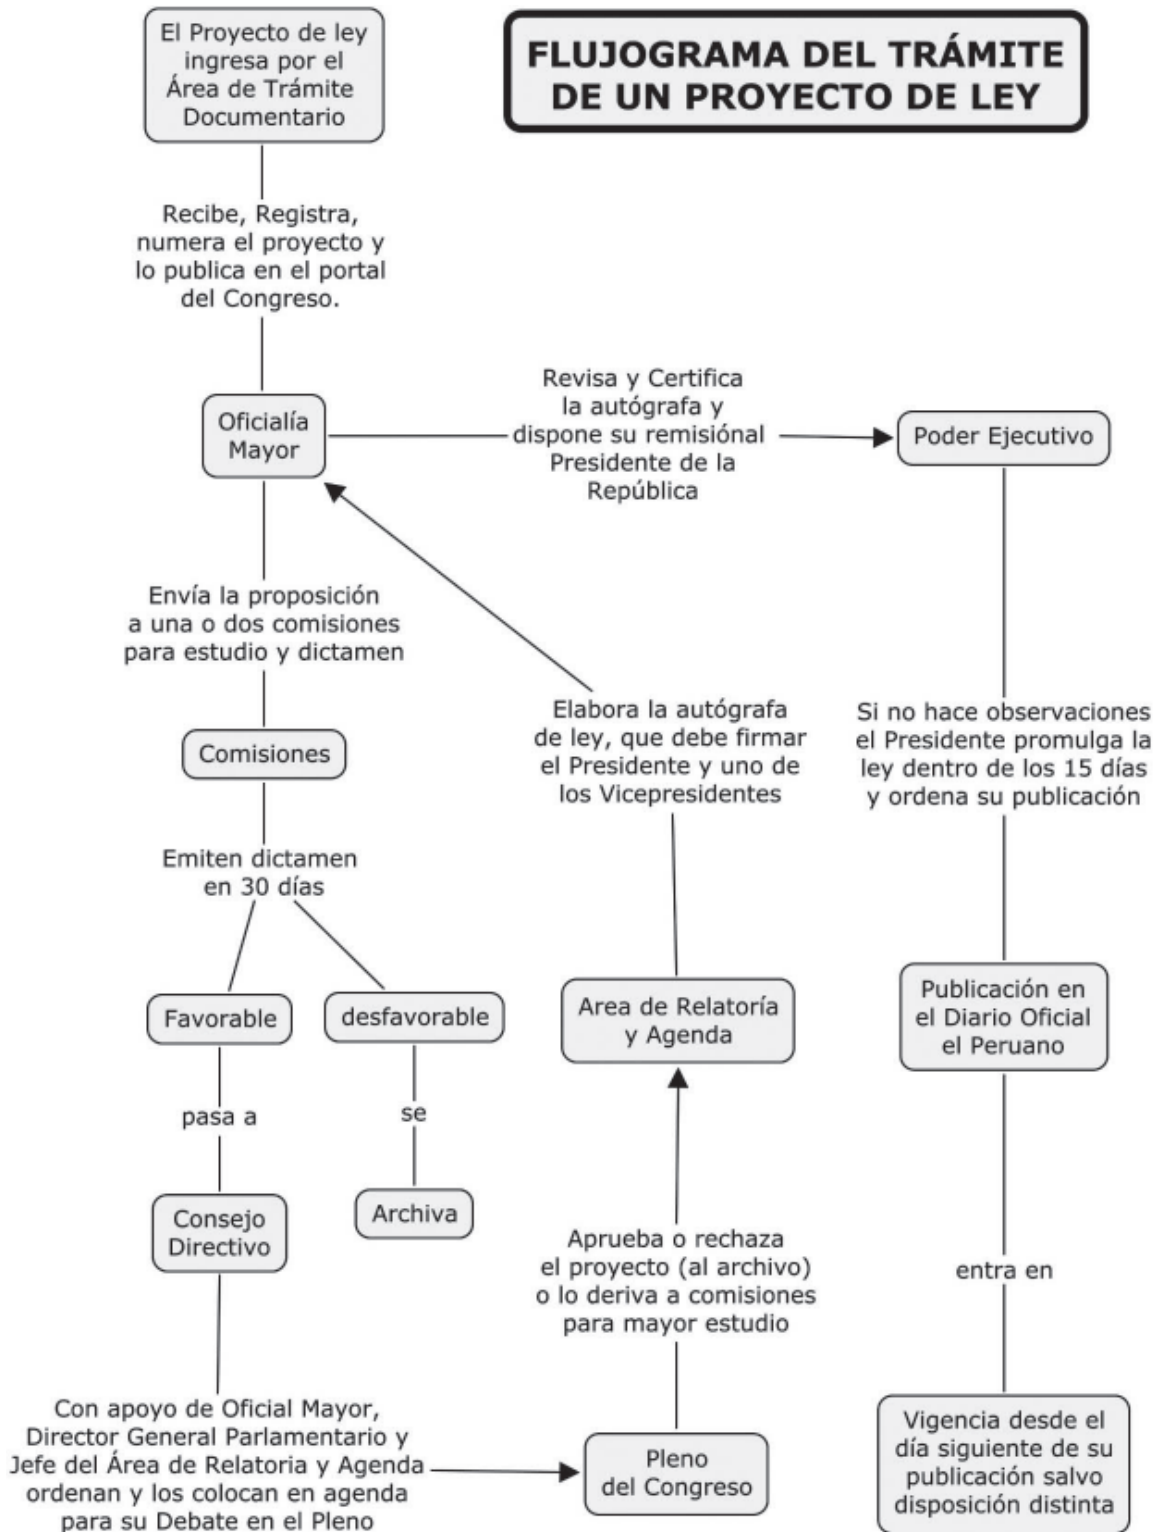 El Proyecto de ley
ingresa por el
Área de Trámite
Documentario
FLUJOGRAMA DEL TRÁMITE
DE UN PROYECTO DE LEY
Recibe, Registra,
numera el proyecto y
lo publica en el portal
del Congreso.
Oficialía
Mayor
Revisa y Certifica
la autógrafa y
dispone su remisiónal
Presidente de la
República
Poder Ejecutivo
Envía la proposición
a una o dos comisiones
para estudio y dictamen
Comisiones
Emiten dictamen
en 30 días
Favorable
desfavorable
pasa a
se
Consejo
Directivo
Archiva
Con apoyo de Oficial Mayor,
Director General Parlamentario y
Jefe del Área de Relatoria y Agenda
ordenan y los colocan en agenda
para su Debate en el Pleno
Pleno
del Congreso
Aprueba o rechaza
el proyecto (al archivo)
o lo deriva a comisiones
para mayor estudio
Area de Relatoría
y Agenda
Elabora la autógrafa
de ley, que debe firmar
el Presidente y uno de
los Vicepresidentes
Si no hace observaciones
el Presidente promulga la
ley dentro de los 15 días
y ordena su publicación
Publicación en
el Diario Oficial
el Peruano
entra en
Vigencia desde el
día siguiente de su
publicación salvo
disposición distinta